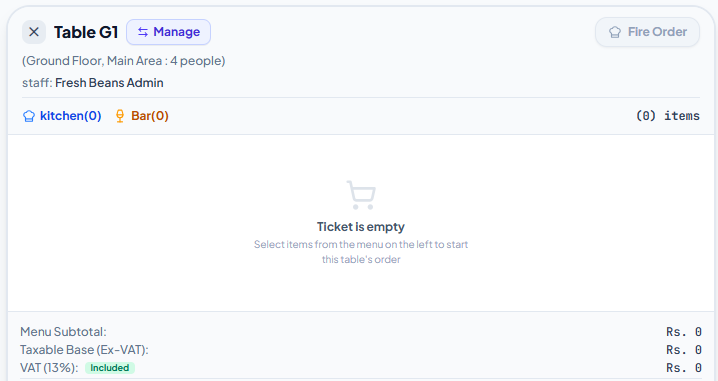 Table G1 Manage Fire Order
(Ground Floor, Main Area : 4 people)
staff: Fresh Beans Admin
kitchen(0) Bar(0) (0) items
Ticket is empty
Select items from the menu on the left to start
this table's order
Menu Subtotal: Rs. 0
Taxable Base (Ex-VAT): Rs. 0
VAT (13%): Included Rs. 0